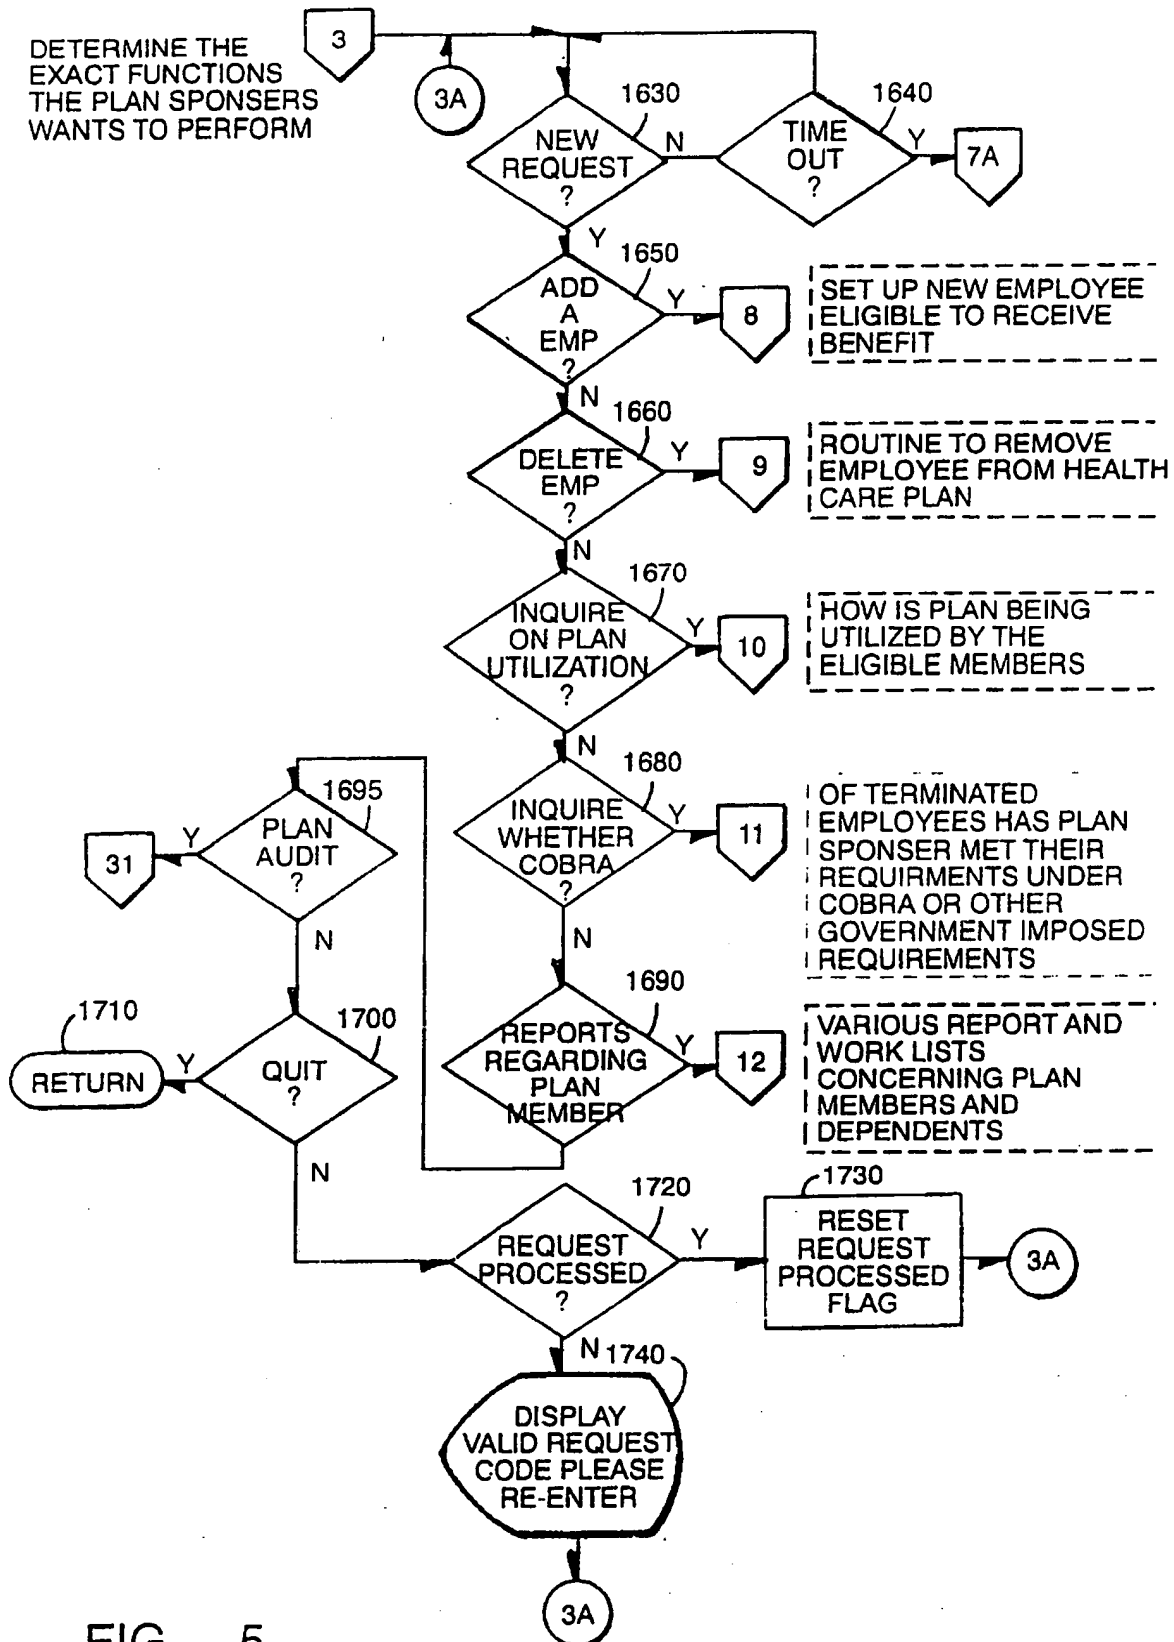 DETERMINE THE
EXACT FUNCTIONS
THE PLAN SPONSERS
WANTS TO PERFORM
3
3A
1630
NEW
REQUEST
?
N
1640
TIME
OUT
?
Y
7A
Y
1650
ADD
A
EMP
?
Y
8
SET UP NEW EMPLOYEE
ELIGIBLE TO RECEIVE
BENEFIT
N
1660
DELETE
EMP
?
Y
9
ROUTINE TO REMOVE
EMPLOYEE FROM HEALTH
CARE PLAN
N
1670
INQUIRE
ON PLAN
UTILIZATION
?
Y
10
HOW IS PLAN BEING
UTILIZED BY THE
ELIGIBLE MEMBERS
N
1680
INQUIRE
WHETHER
COBRA
?
Y
11
OF TERMINATED
EMPLOYEES HAS PLAN
SPONSER MET THEIR
REQUIRMENTS UNDER
COBRA OR OTHER
GOVERNMENT IMPOSED
REQUIREMENTS
N
1690
REPORTS
REGARDING
PLAN
MEMBER
Y
12
VARIOUS REPORT AND
WORK LISTS
CONCERNING PLAN
MEMBERS AND
DEPENDENTS
1695
PLAN
AUDIT
?
Y
31
N
1700
QUIT
?
Y
1710
RETURN
N
1720
REQUEST
PROCESSED
?
Y
1730
RESET
REQUEST
PROCESSED
FLAG
3A
N
1740
DISPLAY
VALID REQUEST
CODE PLEASE
RE-ENTER
3A
FIG. 5